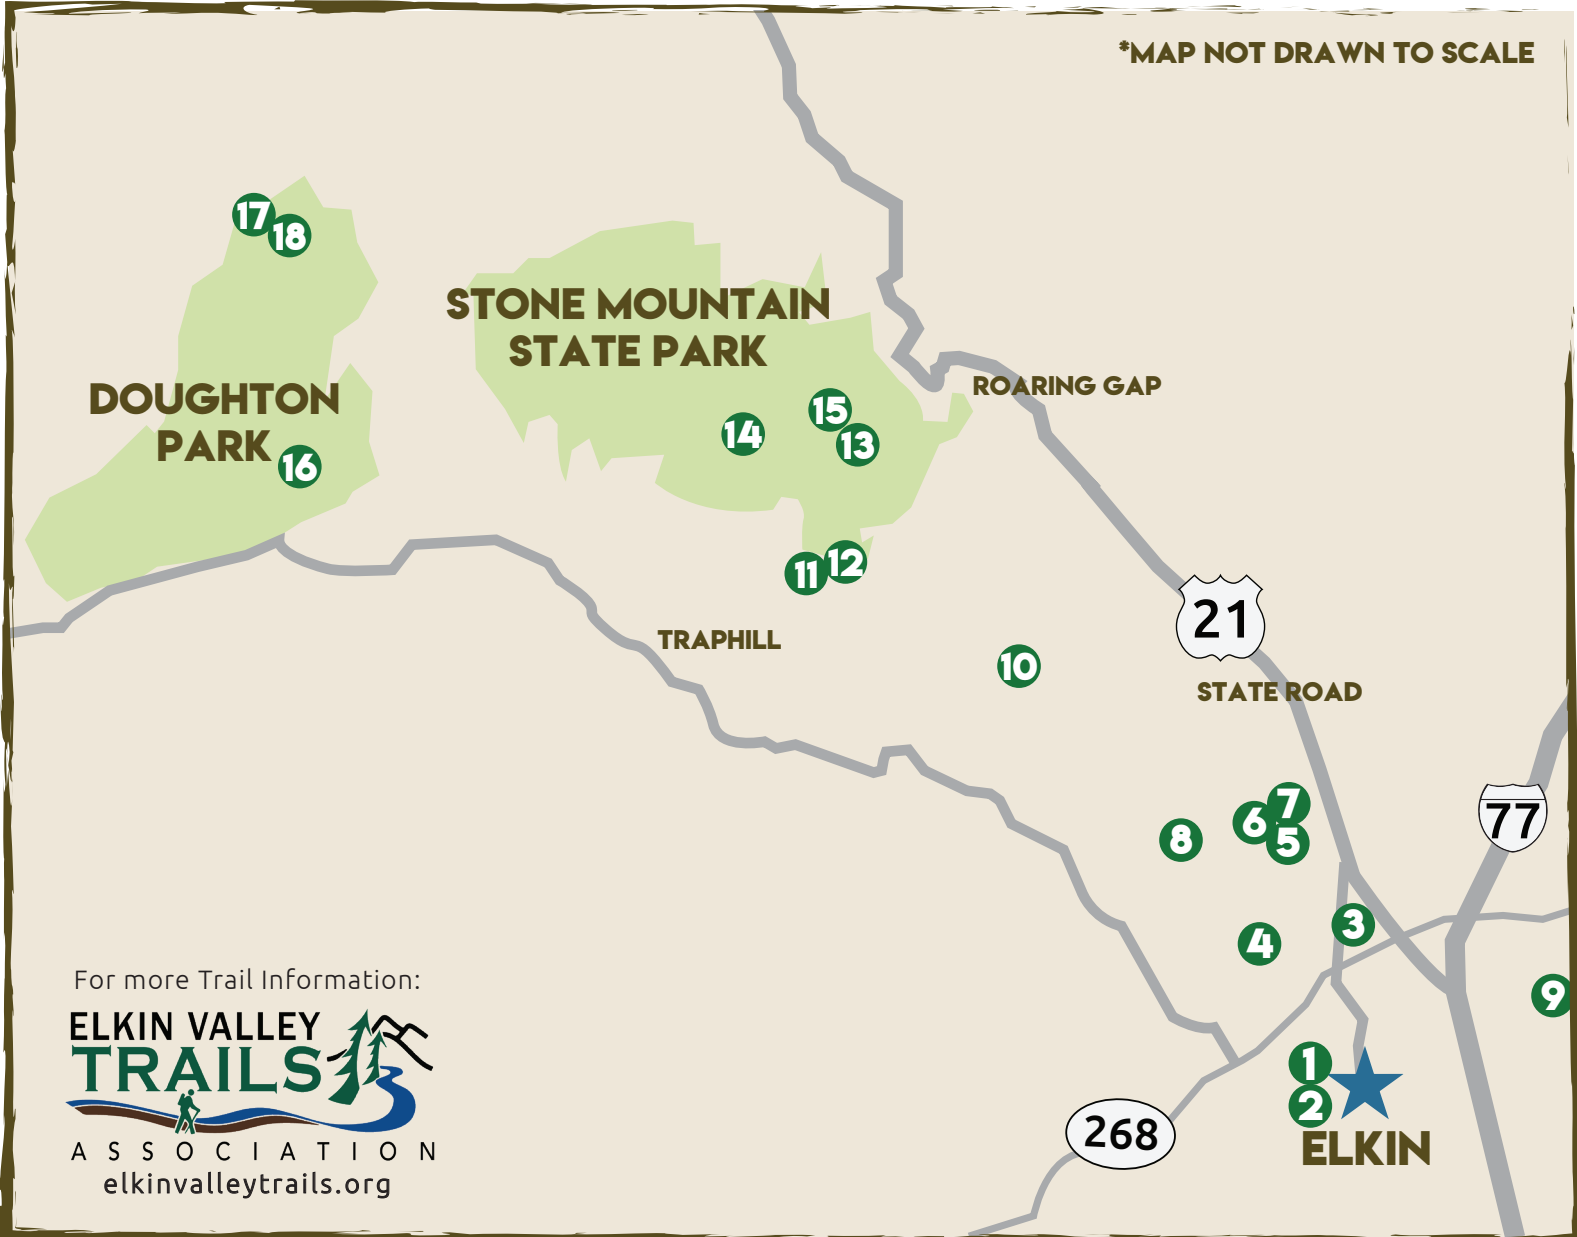 *MAP NOT DRAWN TO SCALE
17
18
STONE MOUNTAIN
STATE PARK
DOUGHTON
PARK
16
ROARING GAP
15
14
13
11
12
21
TRAPHILL
10
STATE ROAD
7
6
5
8
77
3
4
9
For more Trail Information:
ELKIN VALLEY
TRAILS
ASSOCIATION
elkinvalleytrails.org
1
2
268
ELKIN